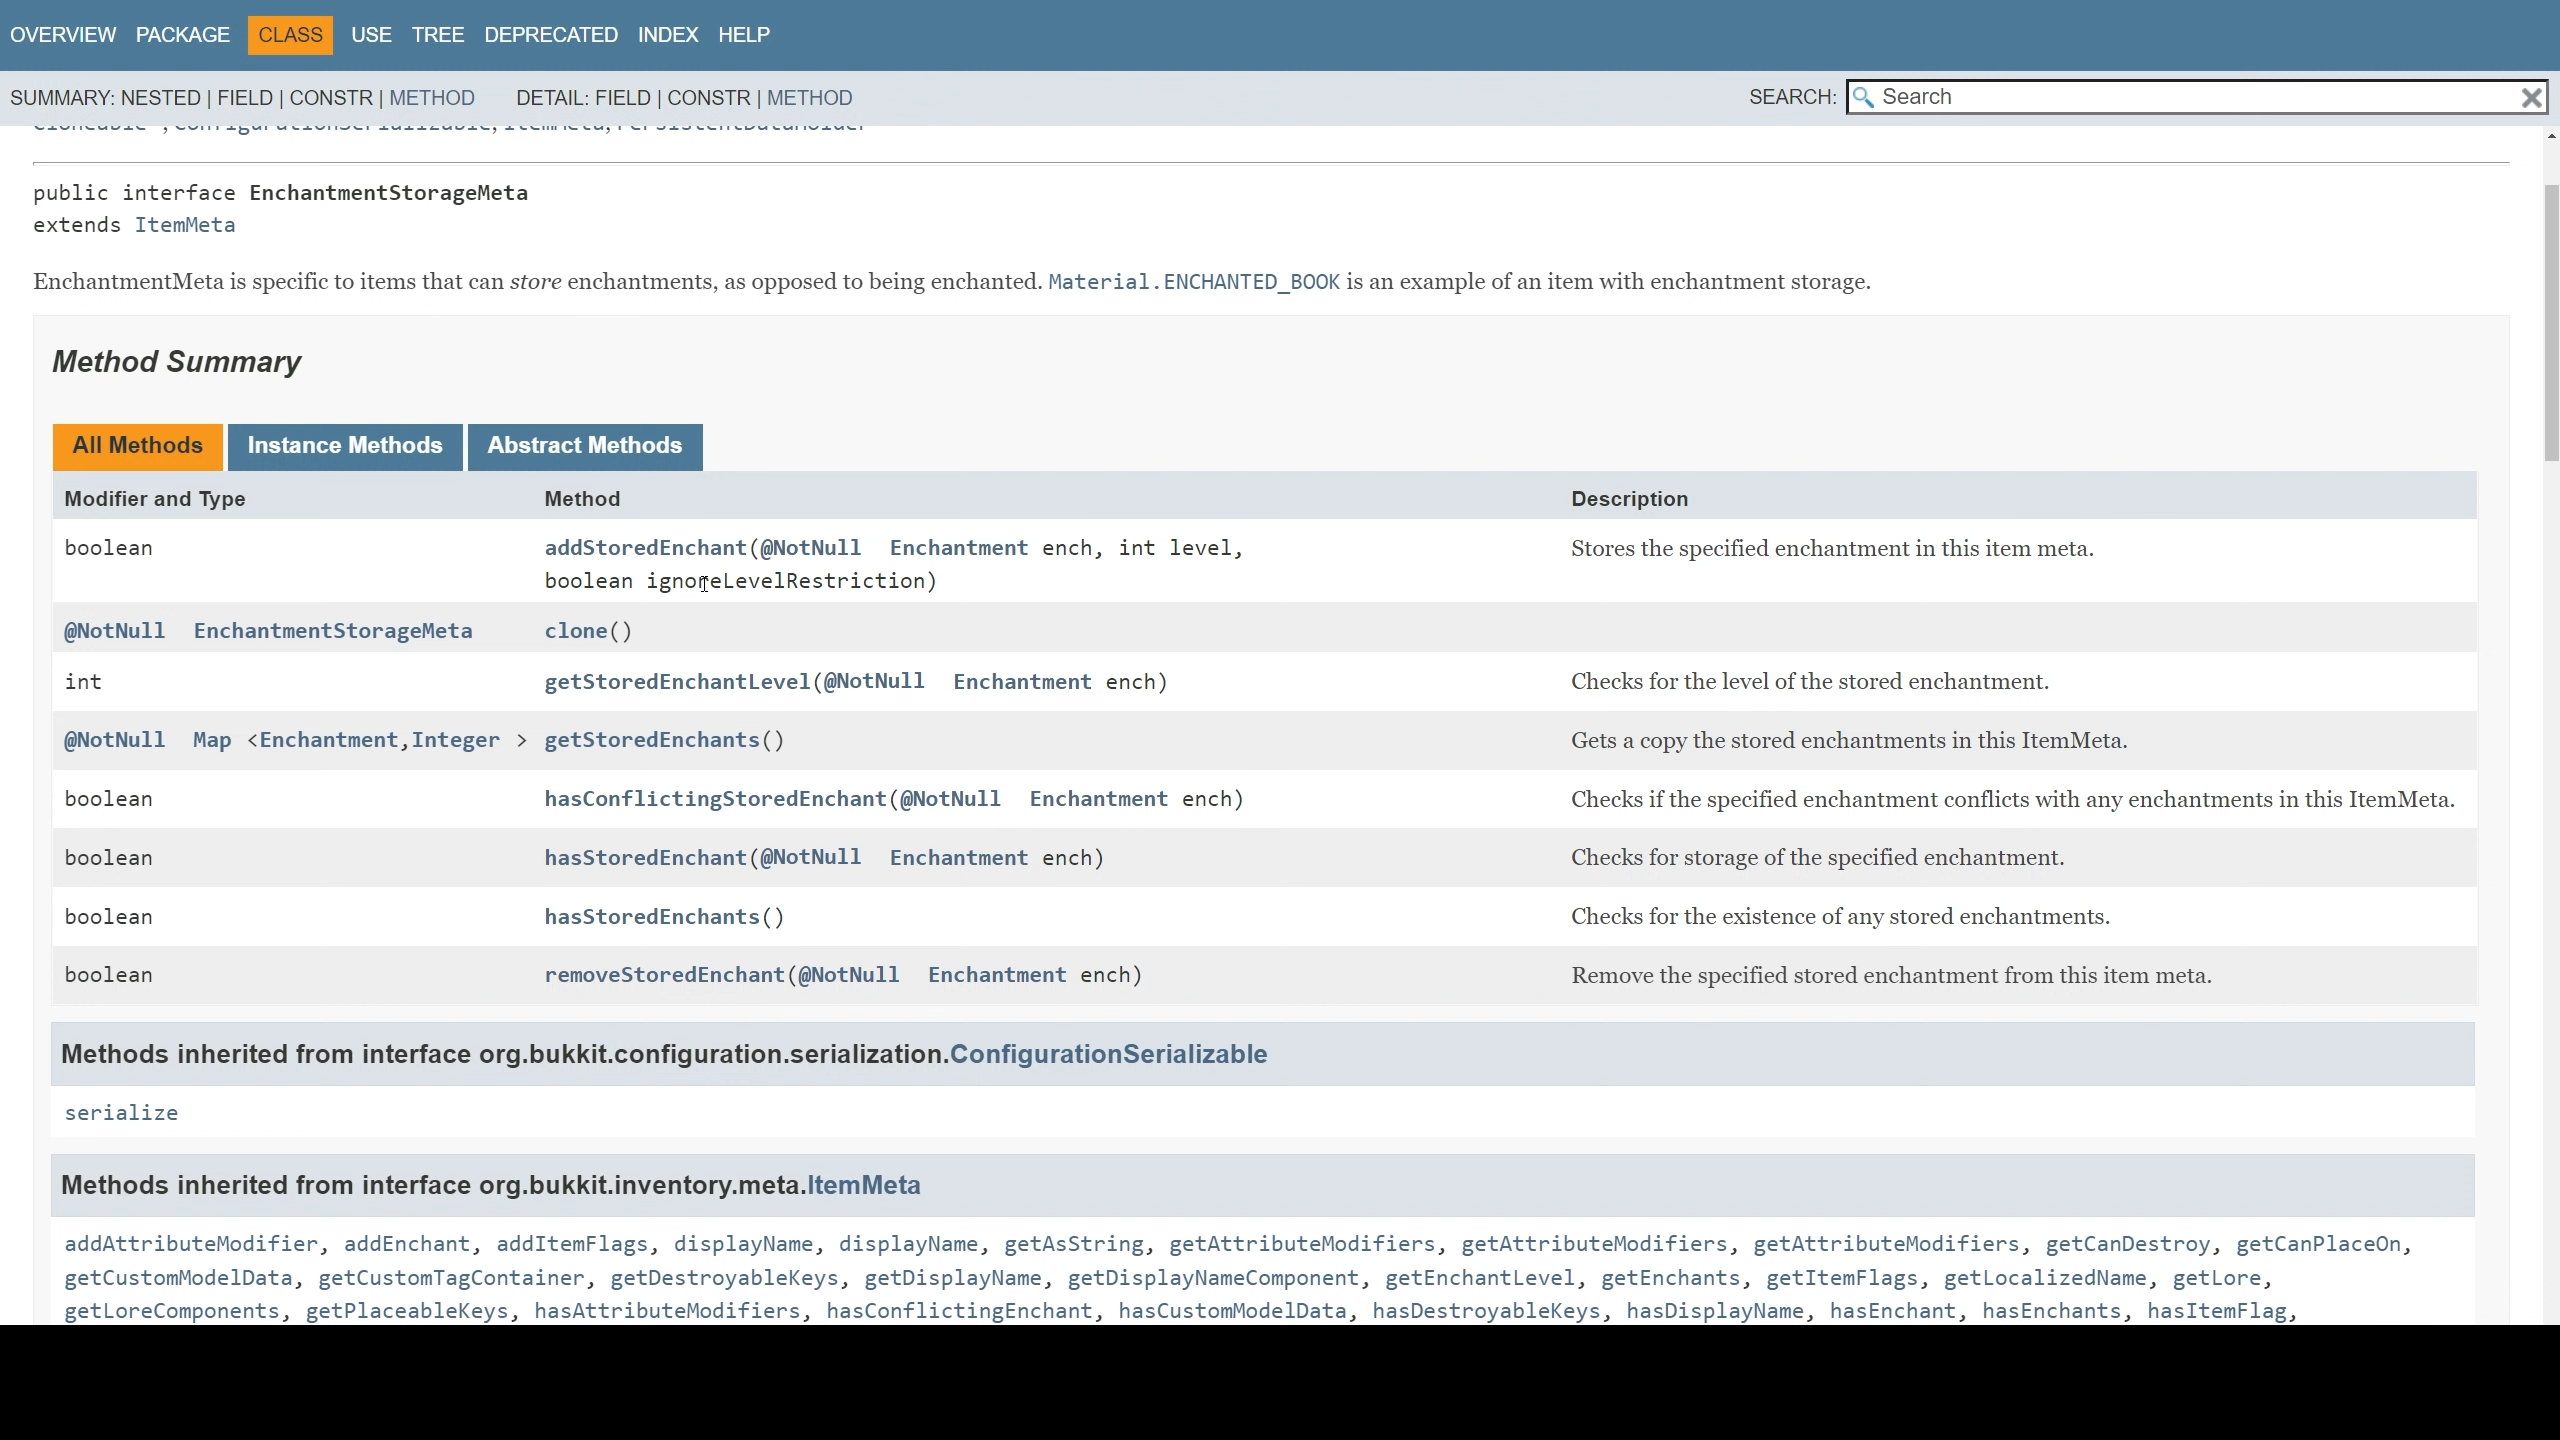 OVERVIEW PACKAGE CLASS USE TREE DEPRECATED INDEX HELP
SUMMARY: NESTED | FIELD | CONSTR | METHOD DETAIL: FIELD | CONSTR | METHOD SEARCH: Search
Cloneable , ConfigurationSerializable, ItemMeta, PersistentDataHolder
public interface EnchantmentStorageMeta
extends ItemMeta
EnchantmentMeta is specific to items that can store enchantments, as opposed to being enchanted. Material.ENCHANTED_BOOK is an example of an item with enchantment storage.
Method Summary
All Methods Instance Methods Abstract Methods
Modifier and Type Method Description
boolean addStoredEnchant(@NotNull Enchantment ench, int level, Stores the specified enchantment in this item meta.
boolean ignoreLevelRestriction)
@NotNull EnchantmentStorageMeta clone()
int getStoredEnchantLevel(@NotNull Enchantment ench) Checks for the level of the stored enchantment.
@NotNull Map <Enchantment,Integer > getStoredEnchants() Gets a copy the stored enchantments in this ItemMeta.
boolean hasConflictingStoredEnchant(@NotNull Enchantment ench) Checks if the specified enchantment conflicts with any enchantments in this ItemMeta.
boolean hasStoredEnchant(@NotNull Enchantment ench) Checks for storage of the specified enchantment.
boolean hasStoredEnchants() Checks for the existence of any stored enchantments.
boolean removeStoredEnchant(@NotNull Enchantment ench) Remove the specified stored enchantment from this item meta.
Methods inherited from interface org.bukkit.configuration.serialization.ConfigurationSerializable
serialize
Methods inherited from interface org.bukkit.inventory.meta.ItemMeta
addAttributeModifier, addEnchant, addItemFlags, displayName, displayName, getAsString, getAttributeModifiers, getAttributeModifiers, getAttributeModifiers, getCanDestroy, getCanPlaceOn,
getCustomModelData, getCustomTagContainer, getDestroyableKeys, getDisplayName, getDisplayNameComponent, getEnchantLevel, getEnchants, getItemFlags, getLocalizedName, getLore,
getLoreComponents, getPlaceableKeys, hasAttributeModifiers, hasConflictingEnchant, hasCustomModelData, hasDestroyableKeys, hasDisplayName, hasEnchant, hasEnchants, hasItemFlag,